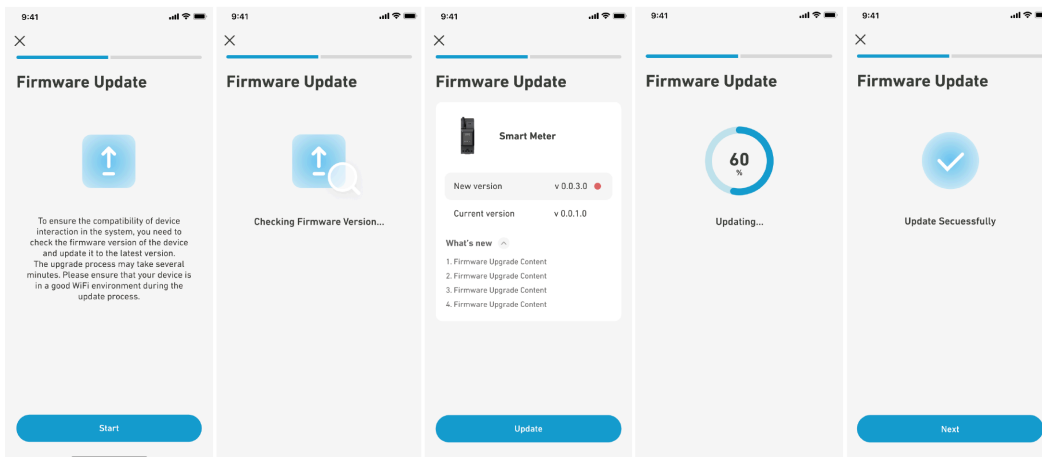 9:41
Firmware Update
To ensure the compatibility of device
interaction in the system, you need to
check the firmware version of the device
and update it to the latest version.
The upgrade process may take several
minutes. Please ensure that your device is
in a good WiFi environment during the
update process.
Start
9:41
Firmware Update
Checking Firmware Version...
9:41
Firmware Update
Smart Meter
New version v 0.0.3.0
Current version v 0.0.1.0
What's new
1. Firmware Upgrade Content
2. Firmware Upgrade Content
3. Firmware Upgrade Content
4. Firmware Upgrade Content
Update
9:41
Firmware Update
60
%
Updating...
9:41
Firmware Update
Update Secuessfully
Next